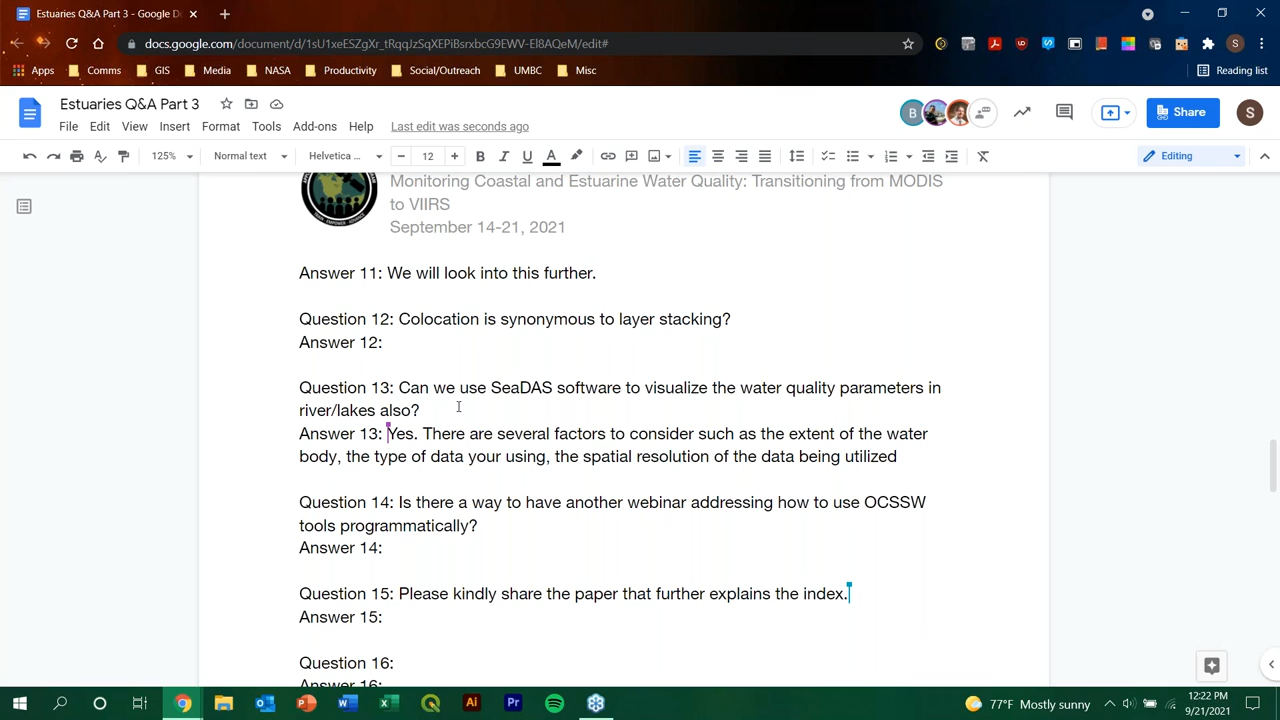 Estuaries Q&A Part 3 - Google D
docs.google.com/document/d/1sU1xeESZgXr_tRqqJzSqXEPiBsrxbcG9EWV-El8AQeM/edit#
Apps Comms GIS Media NASA Productivity Social/Outreach UMBC Misc Reading list
Estuaries Q&A Part 3
File Edit View Insert Format Tools Add-ons Help Last edit was seconds ago
B Share S
125% Normal text Helvetica ... 12 B I U A Editing
Monitoring Coastal and Estuarine Water Quality: Transitioning from MODIS
to VIIRS
September 14-21, 2021
Answer 11: We will look into this further.
Question 12: Colocation is synonymous to layer stacking?
Answer 12:
Question 13: Can we use SeaDAS software to visualize the water quality parameters in
river/lakes also?
Answer 13: Yes. There are several factors to consider such as the extent of the water
body, the type of data your using, the spatial resolution of the data being utilized
Question 14: Is there a way to have another webinar addressing how to use OCSSW
tools programmatically?
Answer 14:
Question 15: Please kindly share the paper that further explains the index.
Answer 15:
Question 16:
Answer 16:
77°F Mostly sunny
12:22 PM
9/21/2021